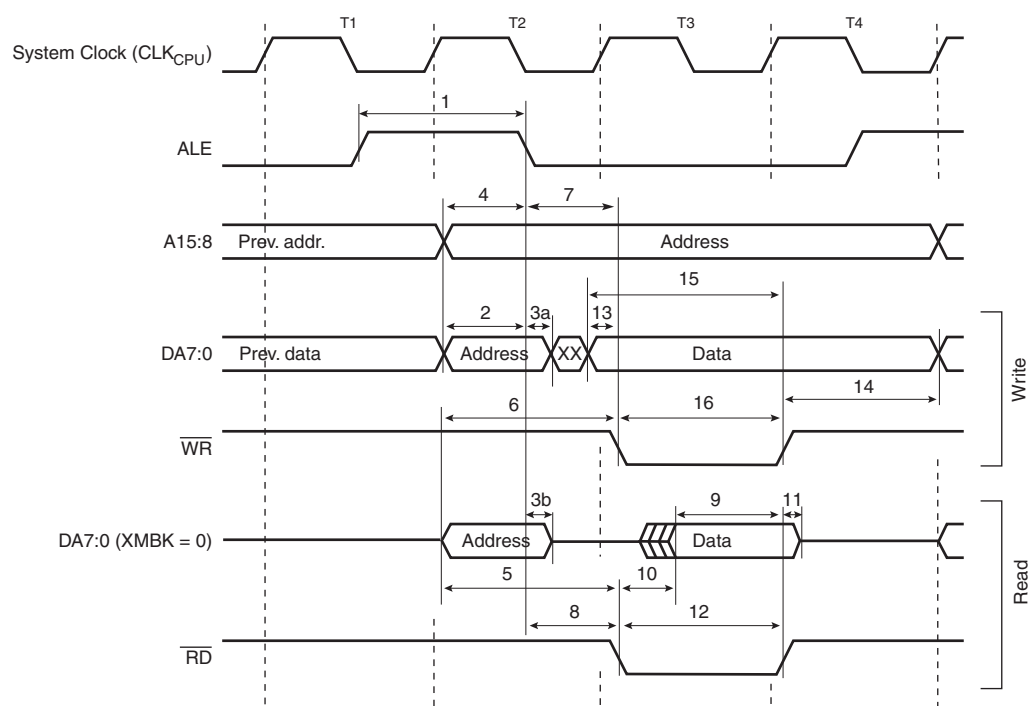 T1 T2 T3 T4
System Clock (CLKCPU)
1
ALE
4 7
A15:8 Prev. addr. Address
15
2 3a 13
DA7:0 Prev. data Address XX Data
14
6 16
WR
Write
3b 9 11
DA7:0 (XMBK = 0) Address Data
5 10
8 12
RD
Read